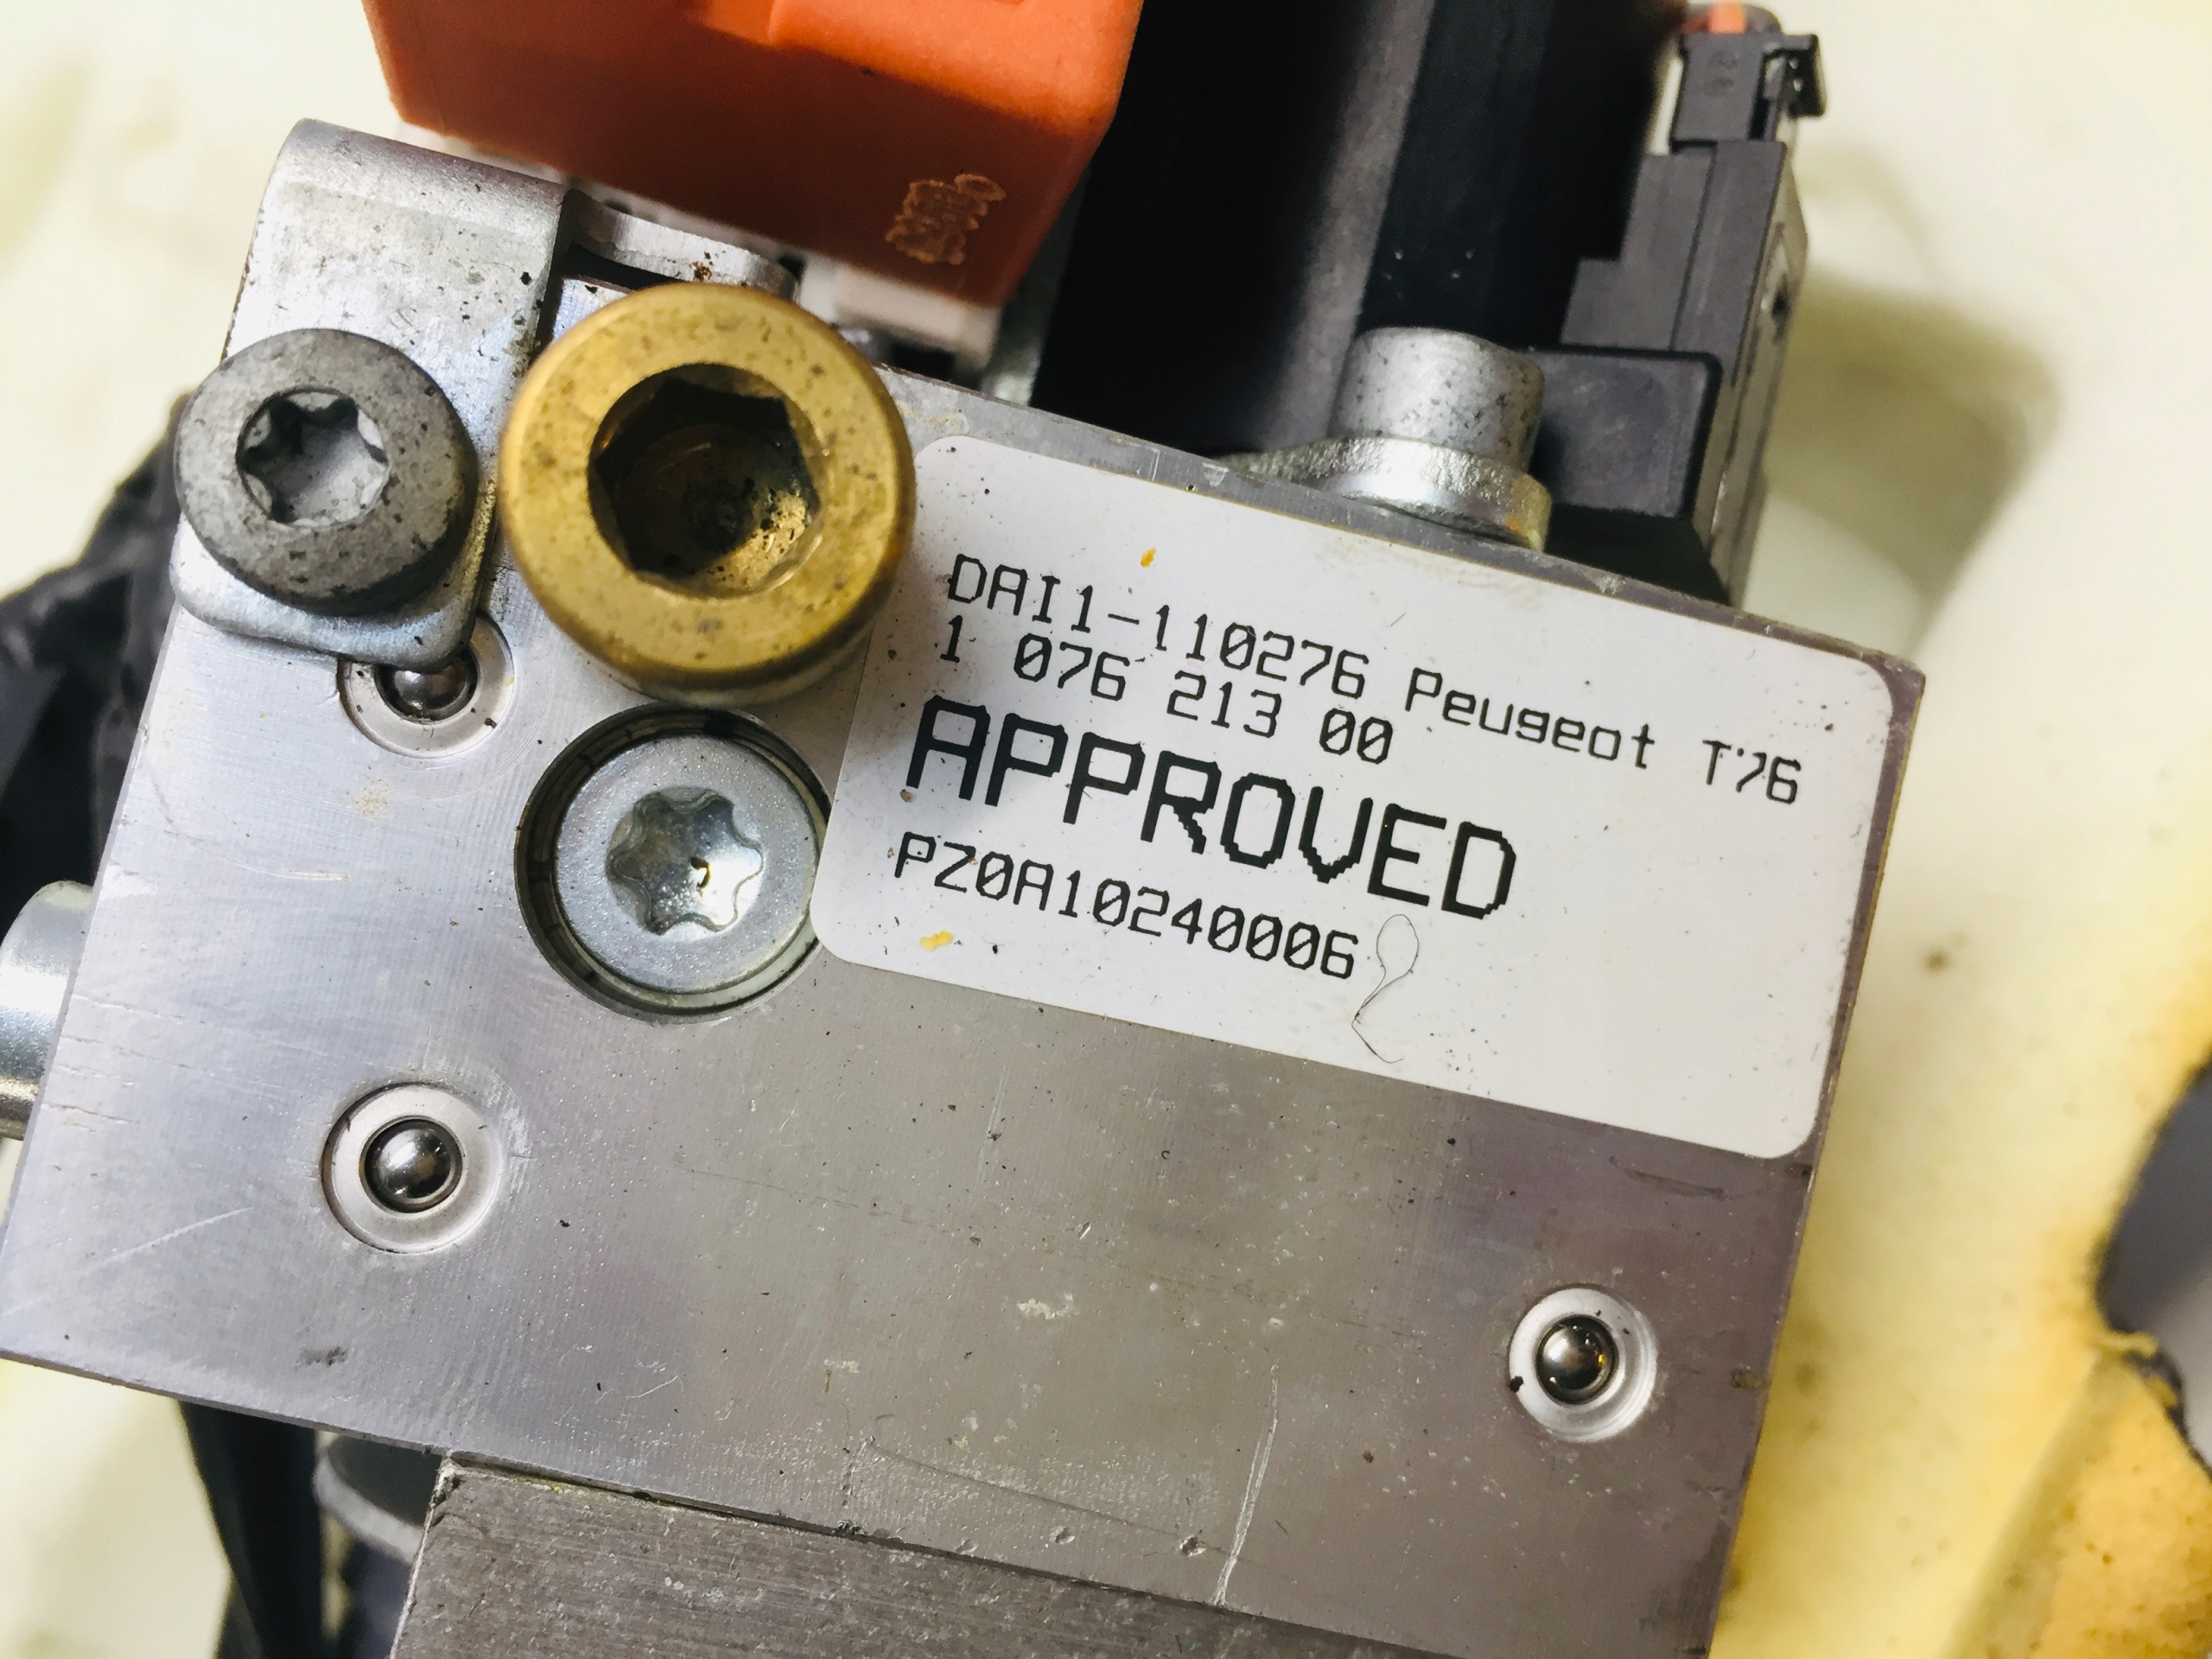 DAI1-110276 Peugeot T76
1 076 213 00
APPROVED
PZ0A10240006